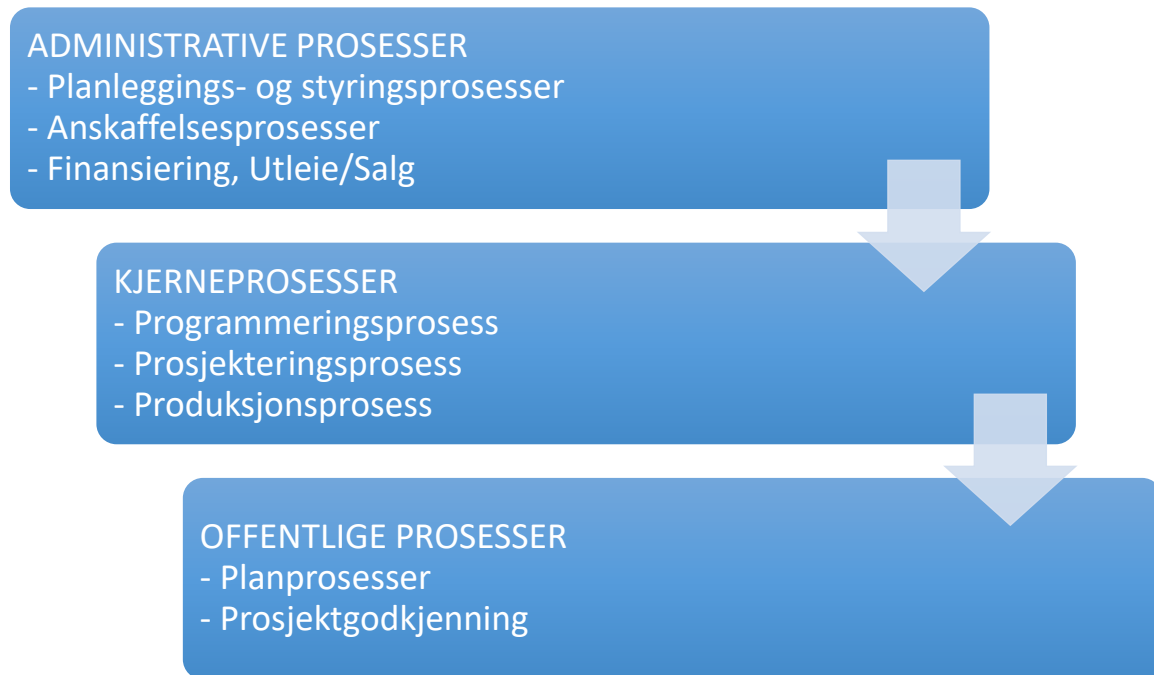 ADMINISTRATIVE PROSESSER
- Planleggings- og styringsprosesser
- Anskaffelsesprosesser
- Finansiering, Utleie/Salg
KJERNEPROSESSER
- Programmeringsprosess
- Prosjekteringsprosess
- Produksjonsprosess
OFFENTLIGE PROSESSER
- Planprosesser
- Prosjektgodkjenning